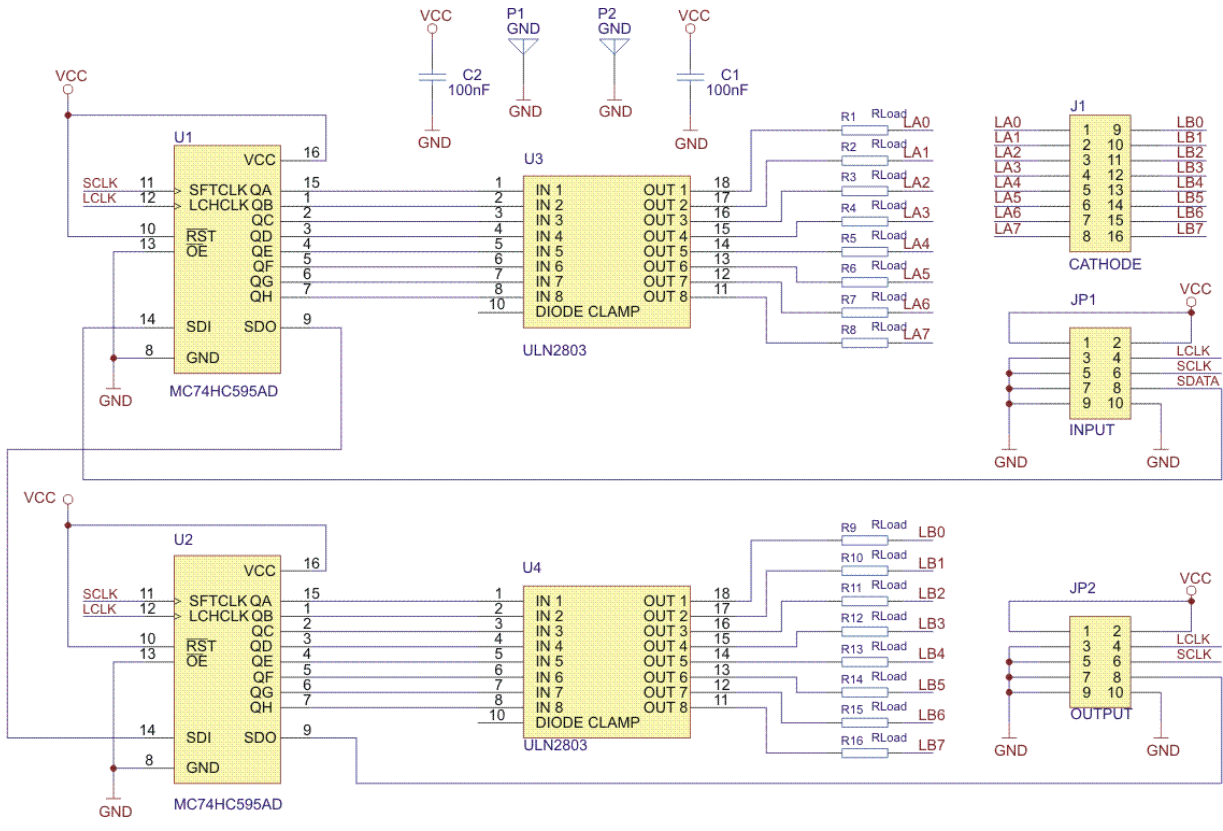 VCC
P1
GND
P2
GND
VCC
C2
100nF
C1
100nF
GND
GND
GND
GND
VCC
U1
VCC 16
SCLK 11 SFTCLK QA 15
LCLK 12 LCHCLK QB 1
QC 2
10 RST QD 3
13 OE QE 4
QF 5
QG 6
QH 7
14 SDI SDO 9
8 GND
GND
MC74HC595AD
U3
1 IN 1 OUT 1 18
2 IN 2 OUT 2 17
3 IN 3 OUT 3 16
4 IN 4 OUT 4 15
5 IN 5 OUT 5 14
6 IN 6 OUT 6 13
7 IN 7 OUT 7 12
8 IN 8 OUT 8 11
10 DIODE CLAMP
ULN2803
R1 RLoad LA0
R2 RLoad LA1
R3 RLoad LA2
R4 RLoad LA3
R5 RLoad LA4
R6 RLoad LA5
R7 RLoad LA6
R8 RLoad LA7
J1
LA0 1 9 LB0
LA1 2 10 LB1
LA2 3 11 LB2
LA3 4 12 LB3
LA4 5 13 LB4
LA5 6 14 LB5
LA6 7 15 LB6
LA7 8 16 LB7
CATHODE
JP1
VCC
1 2
3 4 LCLK
5 6 SCLK
7 8 SDATA
9 10
INPUT
GND
GND
VCC
U2
VCC 16
SCLK 11 SFTCLK QA 15
LCLK 12 LCHCLK QB 1
QC 2
10 RST QD 3
13 OE QE 4
QF 5
QG 6
QH 7
14 SDI SDO 9
8 GND
GND
MC74HC595AD
U4
1 IN 1 OUT 1 18
2 IN 2 OUT 2 17
3 IN 3 OUT 3 16
4 IN 4 OUT 4 15
5 IN 5 OUT 5 14
6 IN 6 OUT 6 13
7 IN 7 OUT 7 12
8 IN 8 OUT 8 11
10 DIODE CLAMP
ULN2803
R9 RLoad LB0
R10 RLoad LB1
R11 RLoad LB2
R12 RLoad LB3
R13 RLoad LB4
R14 RLoad LB5
R15 RLoad LB6
R16 RLoad LB7
JP2
VCC
1 2
3 4 LCLK
5 6 SCLK
7 8
9 10
OUTPUT
GND
GND